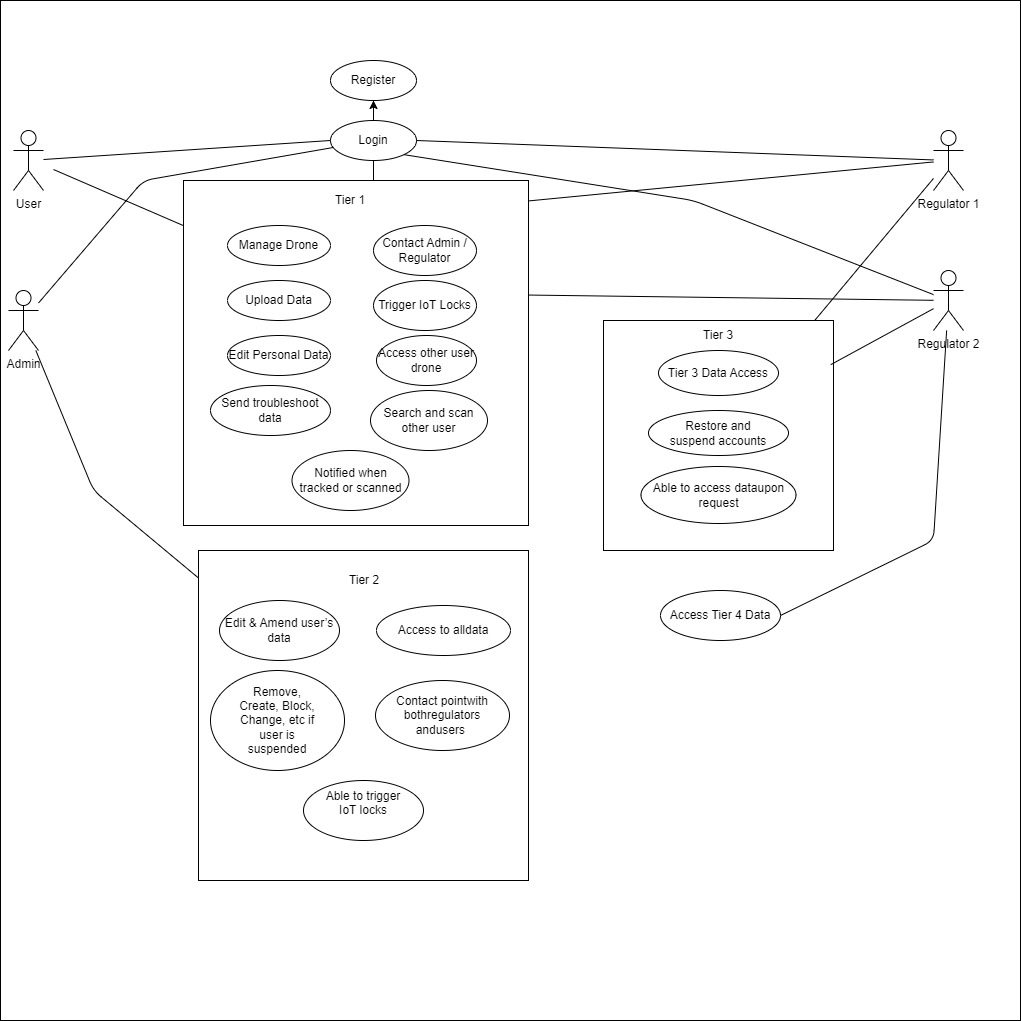 Register
Login
User
Regulator 1
Admin
Regulator 2
Tier 1
Manage Drone
Contact Admin /
Regulator
Upload Data
Trigger IoT Locks
Edit Personal Data
Access other user
drone
Send troubleshoot
data
Search and scan
other user
Notified when
tracked or scanned
Tier 3
Tier 3 Data Access
Restore and
suspend accounts
Able to access dataupon
request
Access Tier 4 Data
Tier 2
Edit & Amend user's
data
Access to alldata
Remove,
Create, Block,
Change, etc if
user is
suspended
Contact pointwith
bothregulators
andusers
Able to trigger
IoT locks